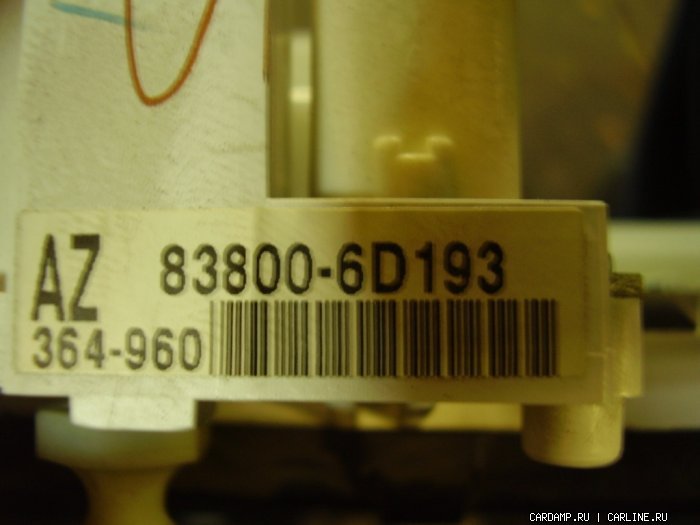 AZ 83800-6D193
364-960
CARDAMP.RU | CARLINE.RU